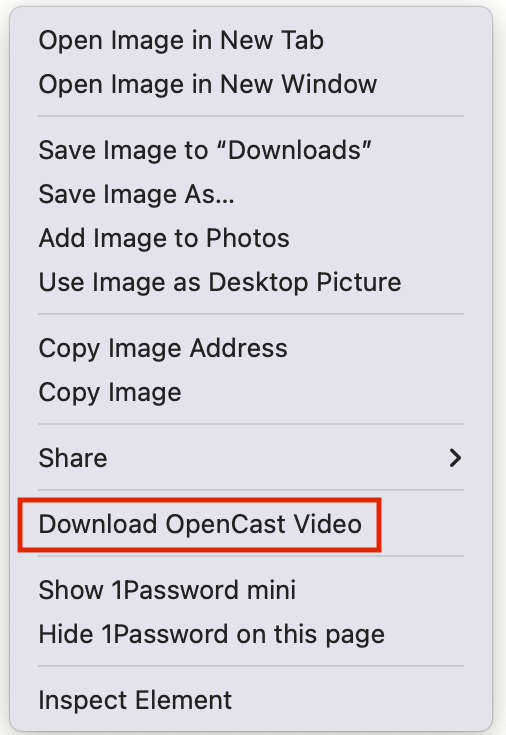 Open Image in New Tab
Open Image in New Window
Save Image to “Downloads”
Save Image As...
Add Image to Photos
Use Image as Desktop Picture
Copy Image Address
Copy Image
Share
Download OpenCast Video
Show 1Password mini
Hide 1Password on this page
Inspect Element